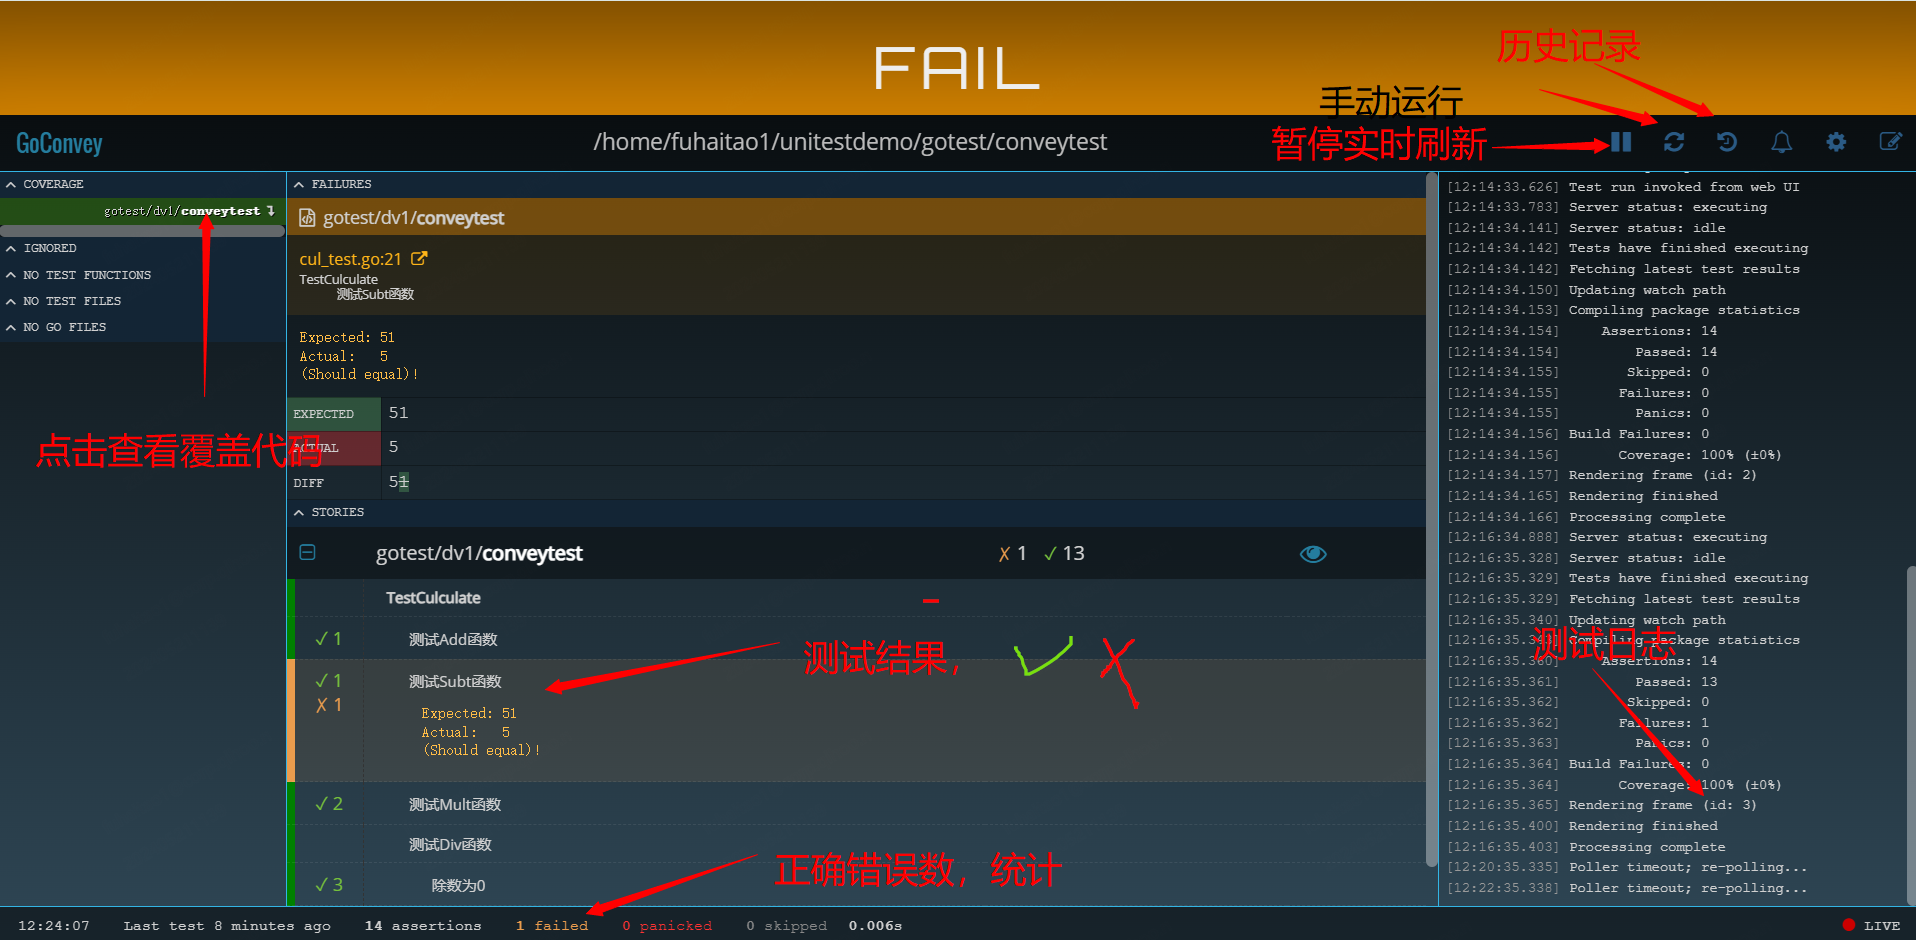 FAIL
历史记录
手动运行
暂停实时刷新
GoConvey
/home/fuhaitao1/unitestdemo/gotest/conveytest
COVERAGE
gotest/dv1/conveytest
IGNORED
NO TEST FUNCTIONS
NO TEST FILES
NO GO FILES
点击查看覆盖代码
FAILURES
gotest/dv1/conveytest
cul_test.go:21
TestCulculate
测试Subt函数
Expected: 51
Actual: 5
(Should equal)!
EXPECTED 51
ACTUAL 5
DIFF 51
STORIES
gotest/dv1/conveytest ✗ 1 ✓ 13
TestCulculate
✓ 1 测试Add函数
✓ 1 测试Subt函数
✗ 1
Expected: 51
Actual: 5
(Should equal)!
测试结果，
✓ 2 测试Mult函数
测试Div函数
✓ 3 除数为0
正确错误数，统计
[12:14:33.626] Test run invoked from web UI
[12:14:33.783] Server status: executing
[12:14:34.141] Server status: idle
[12:14:34.142] Tests have finished executing
[12:14:34.142] Fetching latest test results
[12:14:34.150] Updating watch path
[12:14:34.153] Compiling package statistics
[12:14:34.154] Assertions: 14
[12:14:34.154] Passed: 14
[12:14:34.155] Skipped: 0
[12:14:34.155] Failures: 0
[12:14:34.155] Panics: 0
[12:14:34.156] Build Failures: 0
[12:14:34.156] Coverage: 100% (±0%)
[12:14:34.157] Rendering frame (id: 2)
[12:14:34.165] Rendering finished
[12:14:34.166] Processing complete
[12:16:34.888] Server status: executing
[12:16:35.328] Server status: idle
[12:16:35.329] Tests have finished executing
[12:16:35.329] Fetching latest test results
[12:16:35.340] Updating watch path
[12:16:35.343] Compiling package statistics
测试日志
[12:16:35.360] Assertions: 14
[12:16:35.361] Passed: 13
[12:16:35.362] Skipped: 0
[12:16:35.362] Failures: 1
[12:16:35.363] Panics: 0
[12:16:35.364] Build Failures: 0
[12:16:35.364] Coverage: 100% (±0%)
[12:16:35.365] Rendering frame (id: 3)
[12:16:35.400] Rendering finished
[12:16:35.403] Processing complete
[12:20:35.335] Poller timeout; re-polling...
[12:22:35.338] Poller timeout; re-polling...
12:24:07 Last test 8 minutes ago 14 assertions 1 failed 0 panicked 0 skipped 0.006s LIVE